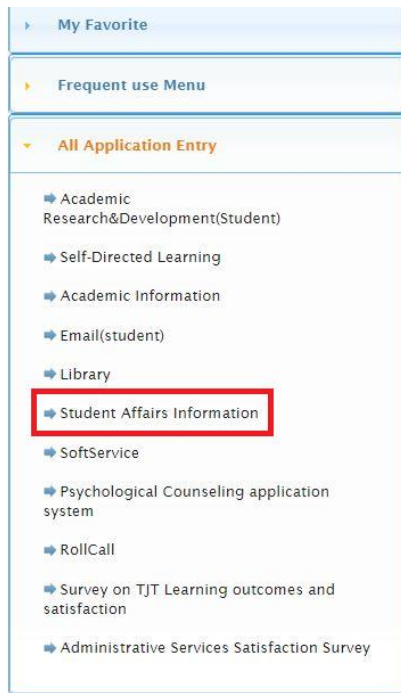 My Favorite
Frequent use Menu
All Application Entry
Academic
Research&Development(Student)
Self-Directed Learning
Academic Information
Email(student)
Library
Student Affairs Information
SoftService
Psychological Counseling application
system
RollCall
Survey on TJT Learning outcomes and
satisfaction
Administrative Services Satisfaction Survey